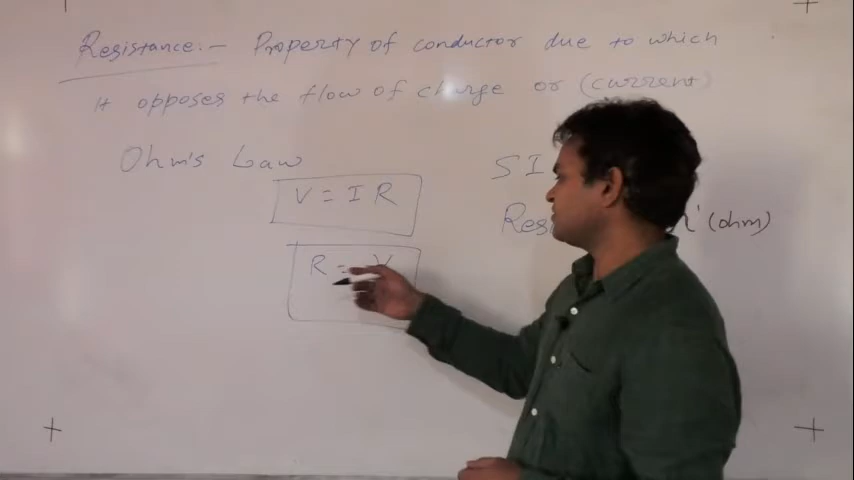 Resistance:- Property of conductor due to which
it opposes the flow of charge or (current)
Ohm's Law
SI
V = I R
(ohm)
R = V